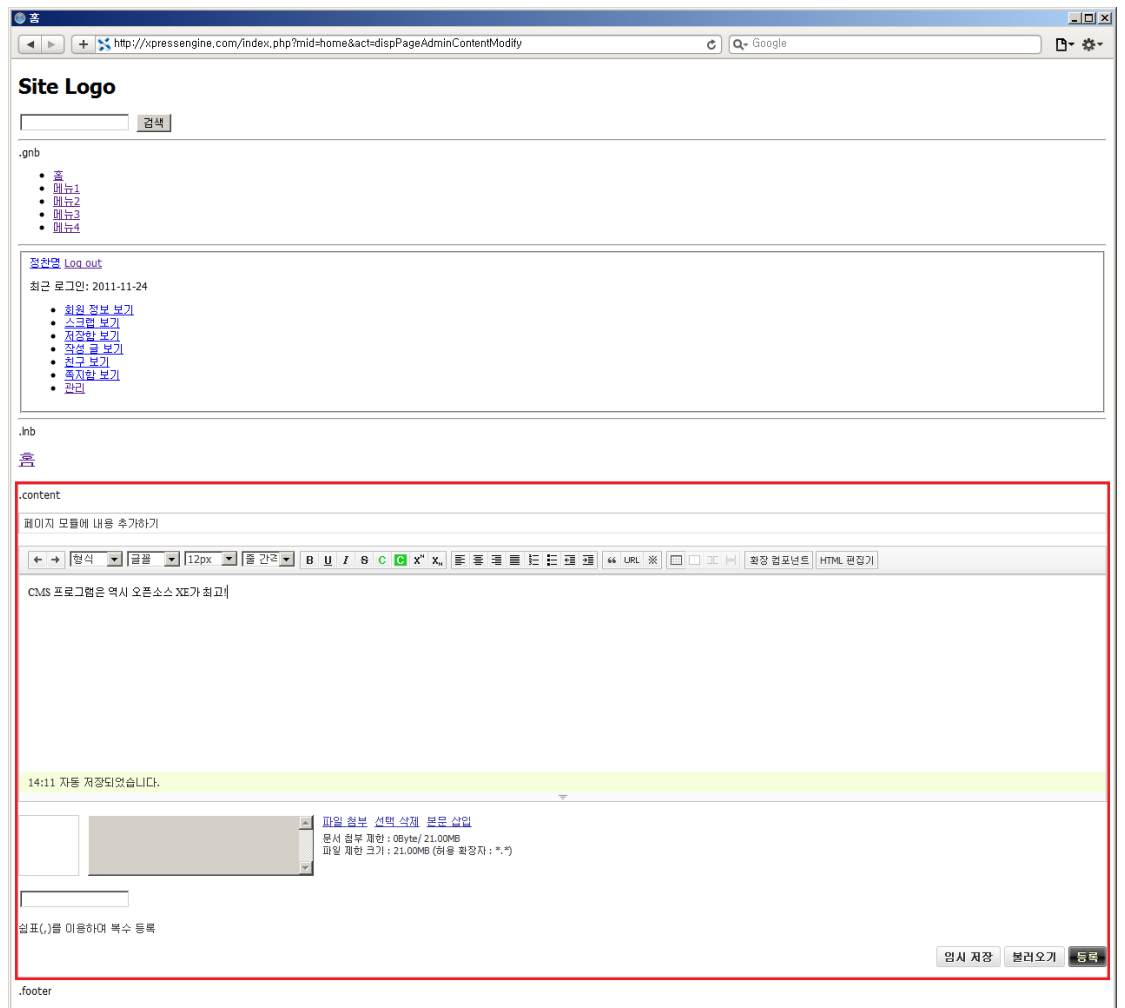 홈
http://xpressengine.com/index.php?mid=home&act=dispPageAdminContentModify
Google
Site Logo
검색
.gnb
홈
메뉴1
메뉴2
메뉴3
메뉴4
정찬명 Log out
최근 로그인: 2011-11-24
회원 정보 보기
스크랩 보기
저장함 보기
작성 글 보기
친구 보기
쪽지함 보기
관리
.lnb
홈
.content
페이지 모듈에 내용 추가하기
형식 글꼴 12px 줄 간격 B U I S C C X" X" “ URL ※ 확장 컴포넌트 HTML 편집기
CMS 프로그램은 역시 오픈소스 XE가 최고!
14:11 자동 저장되었습니다.
파일 첨부 선택 삭제 본문 삽입
문서 첨부 제한 : 0Byte/ 21.00MB
파일 제한 크기 : 21.00MB (허용 확장자 : *.*)
쉼표(,)를 이용하여 복수 등록
임시 저장 불러오기 등록
.footer